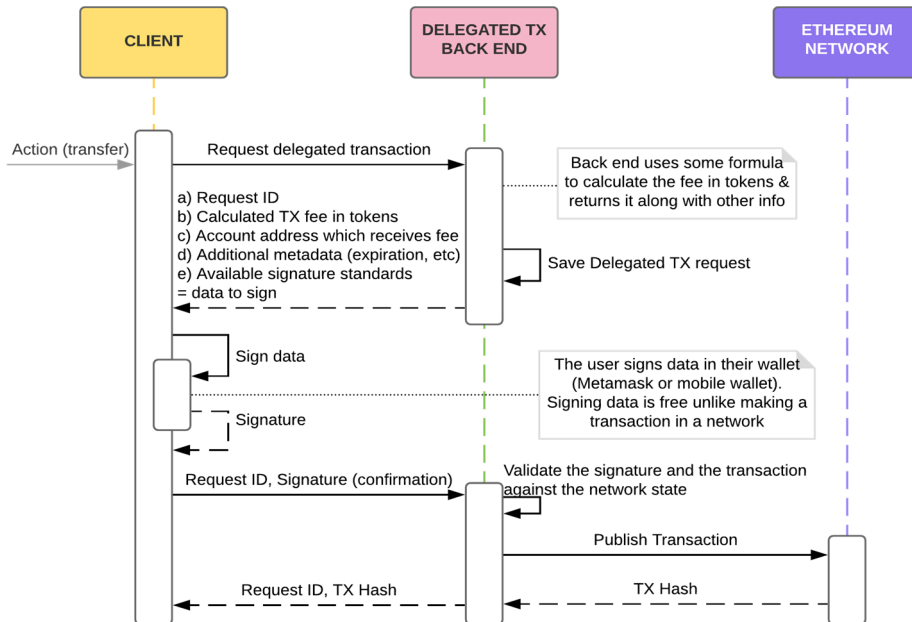 CLIENT
DELEGATED TX
BACK END
ETHEREUM
NETWORK
Action (transfer)
Request delegated transaction
Back end uses some formula
to calculate the fee in tokens &
returns it along with other info
a) Request ID
b) Calculated TX fee in tokens
c) Account address which receives fee
d) Additional metadata (expiration, etc)
e) Available signature standards
= data to sign
Save Delegated TX request
Sign data
The user signs data in their wallet
(Metamask or mobile wallet).
Signing data is free unlike making a
transaction in a network
Signature
Request ID, Signature (confirmation)
Validate the signature and the transaction
against the network state
Publish Transaction
Request ID, TX Hash
TX Hash